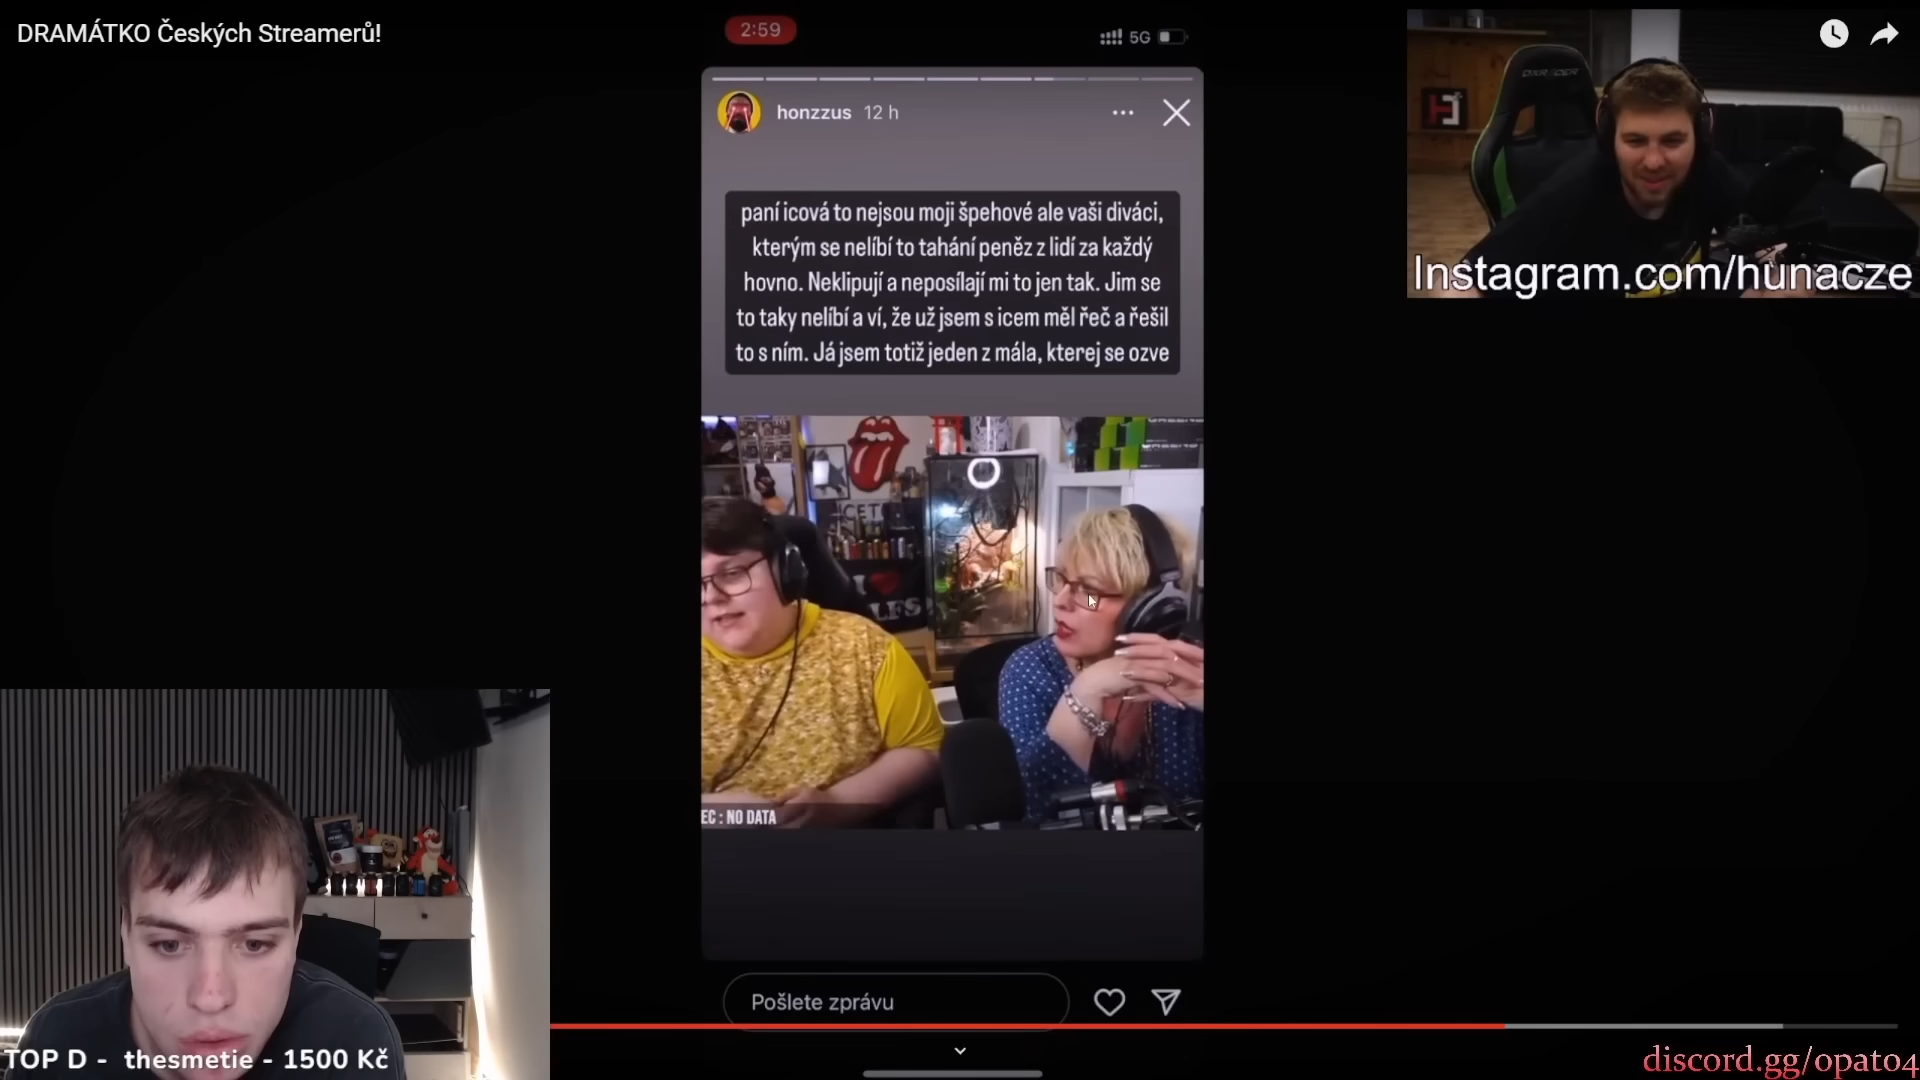 DRAMÁTKO Českých Streamerů!
2:59
5G
honzzus 12 h
DXRACER
Instagram.com/hunacze
paní icová to nejsou moji špehové ale vaši diváci,
kterým se nelíbí to tahání peněz z lidí za každý
hovno. Neklipují a neposílají mi to jen tak. Jim se
to taky nelíbí a ví, že už jsem s icem měl řeč a řešil
to s ním. Já jsem totiž jeden z mála, kterej se ozve
EC : NO DATA
Pošlete zprávu
TOP D - thesmetie - 1500 Kč
discord.gg/opato4